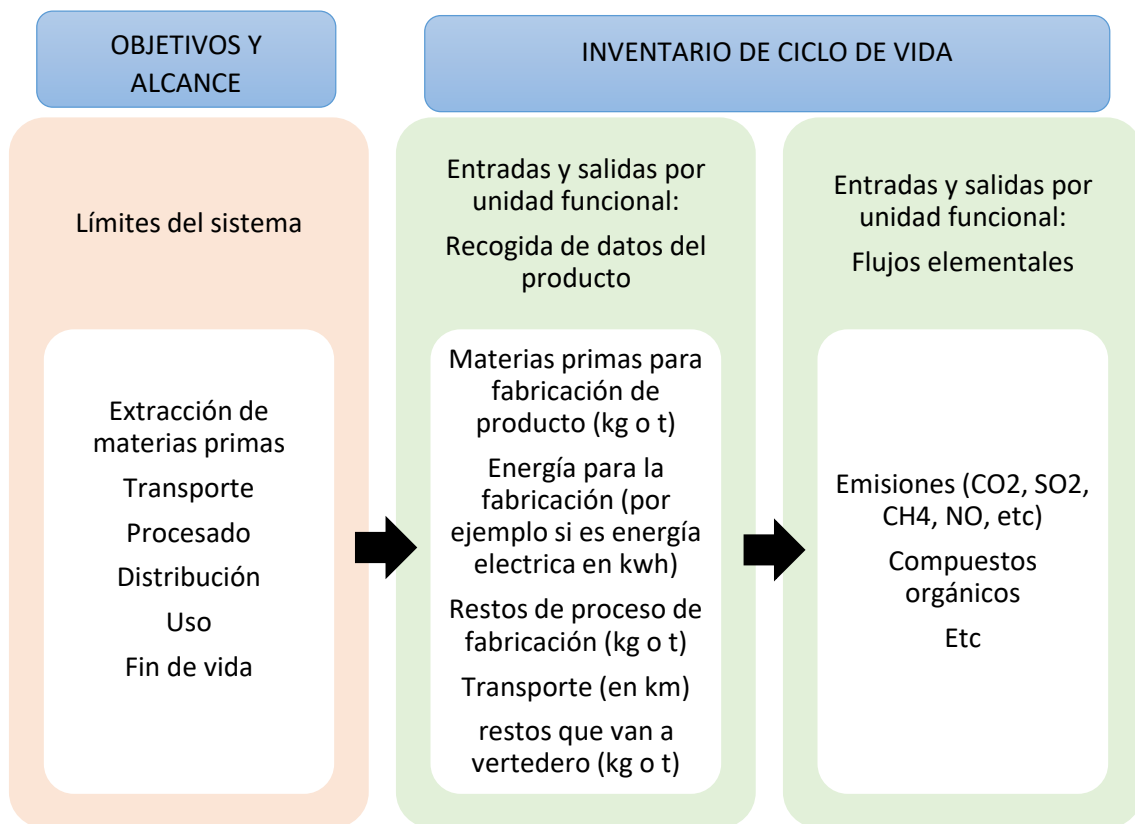 OBJETIVOS Y
ALCANCE
INVENTARIO DE CICLO DE VIDA
Límites del sistema
Extracción de
materias primas
Transporte
Procesado
Distribución
Uso
Fin de vida
Entradas y salidas por
unidad funcional:
Recogida de datos del
producto
Materias primas para
fabricación de
producto (kg o t)
Energía para la
fabricación (por
ejemplo si es energía
electrica en kwh)
Restos de proceso de
fabricación (kg o t)
Transporte (en km)
restos que van a
vertedero (kg o t)
Entradas y salidas por
unidad funcional:
Flujos elementales
Emisiones (CO2, SO2,
CH4, NO, etc)
Compuestos
orgánicos
Etc